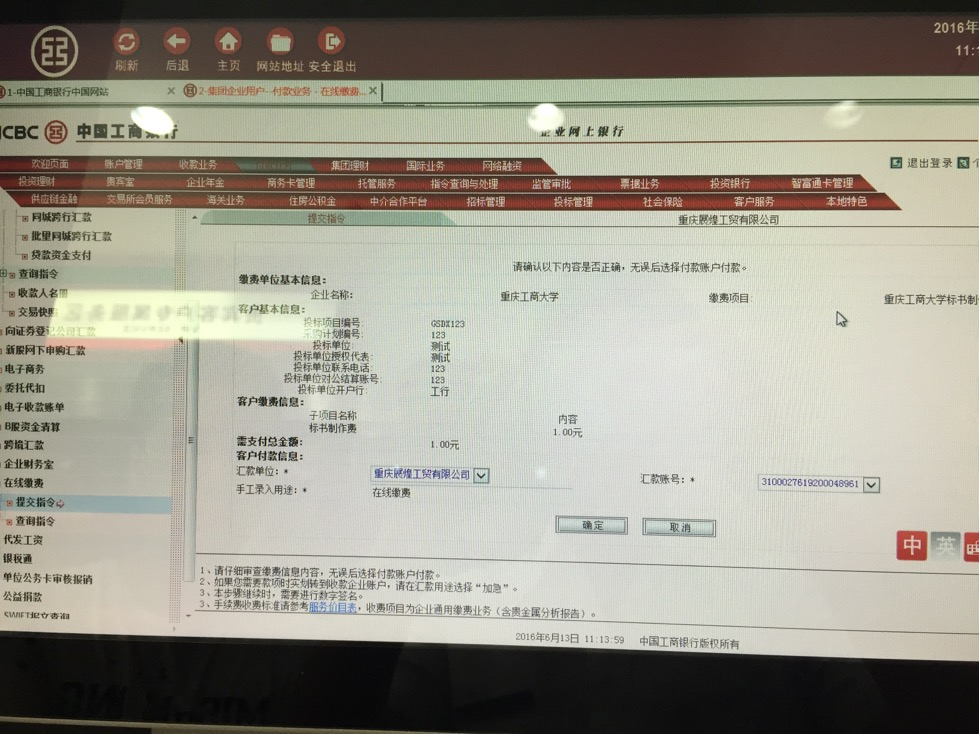 2016年
11:
刷新 后退 主页 网站地址 安全退出
1-中国工商银行中国网站 2-集团企业用户--付款业务 - 在线缴费...
ICBC 中国工商银行 企业网上银行
欢迎页面 账户管理 收款业务 集团理财 国际业务 网络融资 退出登录
投资理财 贵宾室 企业年金 商务卡管理 托管服务 指令查询与处理 监管审批 票据业务 投资银行 智富通卡管理
供应链金融 交易所会员服务 海关业务 住房公积金 中介合作平台 招标管理 投标管理 社会保险 客户服务 本地特色
同城跨行汇款
提交指令 重庆展煌工贸有限公司
批量同城跨行汇款
贷款资金支付
查询指令
收款人名册
交易快
向证券登记公司汇款
新股网下申购汇款
电子商务
委托代扣
电子收款账单
B股资金清算
跨境汇款
企业财务室
在线缴费
提交指令
查询指令
代发工资
银税通
单位公务卡审核报销
公益捐款
SWIFT报文查询
请确认以下内容是否正确，无误后选择付款账户付款。
缴费单位基本信息:
企业名称: 重庆工商大学 缴费项目: 重庆工商大学标书制
客户基本信息:
投标项目编号: GSDX123
采购计划编号: 123
投标单位: 测试
投标单位授权代表: 测试
投标单位联系电话: 123
投标单位对公结算账号: 123
投标单位开户行: 工行
客户缴费信息:
子项目名称 内容
标书制作费 1.00元
需支付总金额: 1.00元
客户付款信息:
汇款单位: * 重庆展煌工贸有限公司 汇款账号: * 3100027619200048961
手工录入用途: * 在线缴费
确定 取消
中 英
1、请仔细审查缴费信息内容，无误后选择付款账户付款。
2、如果您需要款项时实划转到收款企业账户，请在汇款用途选择“加急”。
3、本步骤继续时，需要进行数字签名。
3、手续费收费标准请参考服务价目表，收费项目为企业通用缴费业务（含贵金属分析报告）。
2016年6月13日 11:13:59 中国工商银行版权所有